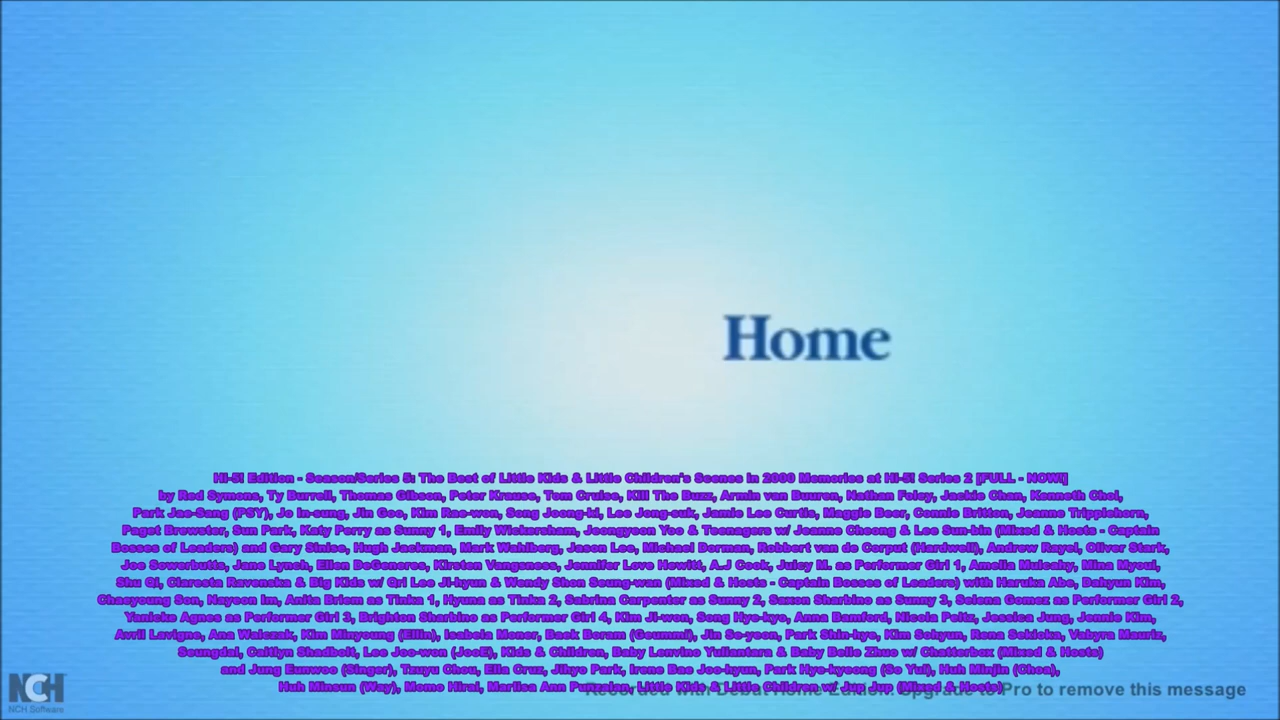 Home
Hi-5! Edition - Season/Series 5: The Best of Little Kids & Little Children's Scenes in 2000 Memories at Hi-5! Series 2 [FULL - NOW!]
by Red Symons, Ty Burrell, Thomas Gibson, Peter Krause, Tom Cruise, Kill The Buzz, Armin van Buuren, Nathan Foley, Jackie Chan, Kenneth Choi,
Park Jae-Sang (PSY), Jo In-sung, Jin Goo, Kim Rae-won, Song Joong-ki, Lee Jong-suk, Jamie Lee Curtis, Maggie Beer, Connie Britton, Jeanne Tripplehorn,
Paget Brewster, Sun Park, Katy Perry as Sunny 1, Emily Wickersham, Jeongyeon Yoo & Teenagers w/ Jeanne Cheong & Lee Sun-bin (Mixed & Hosts - Captain
Bosses of Leaders) and Gary Sinise, Hugh Jackman, Mark Wahlberg, Jason Lee, Michael Dorman, Robbert van de Corput (Hardwell), Andrew Rayel, Oliver Stark,
Joe Sowerbutts, Jane Lynch, Ellen DeGeneres, Kirsten Vangsness, Jennifer Love Hewitt, A.J Cook, Juicy M. as Performer Girl 1, Amelia Mulcahy, Mina Myoui,
Shu Qi, Claresta Ravenska & Big Kids w/ Qri Lee Ji-hyun & Wendy Shon Seung-wan (Mixed & Hosts - Captain Bosses of Leaders) with Haruka Abe, Dahyun Kim,
Chaeyoung Son, Nayeon Im, Anita Briem as Tinka 1, Hyuna as Tinka 2, Sabrina Carpenter as Sunny 2, Saxon Sharbino as Sunny 3, Selena Gomez as Performer Girl 2,
Yanicke Agnes as Performer Girl 3, Brighton Sharbino as Performer Girl 4, Kim Ji-won, Song Hye-kyo, Anna Bamford, Nicola Peltz, Jessica Jung, Jennie Kim,
Avril Lavigne, Ana Walczak, Kim Minyoung (Ellin), Isabela Moner, Baek Boram (Geummi), Jin Se-yeon, Park Shin-hye, Kim Sohyun, Rena Sekioka, Vabyra Mauriz,
Seungdal, Caitlyn Shadbolt, Lee Joo-won (JooE), Kids & Children, Baby Lenvino Yuliantara & Baby Bello Zhuo w/ Chatterbox (Mixed & Hosts)
and Jung Eunwoo (Singer), Tzuyu Chou, Ella Cruz, Jihyo Park, Irene Bae Joo-hyun, Park Hye-kyeong (So Yul), Huh Minjin (Choa),
Huh Minsun (Way), Momo Hirai, Marlisa Ann Punzalan, Little Kids & Little Children w/ Jup Jup (Mixed & Hosts)
Pro to remove this message
NCH
NCH Software